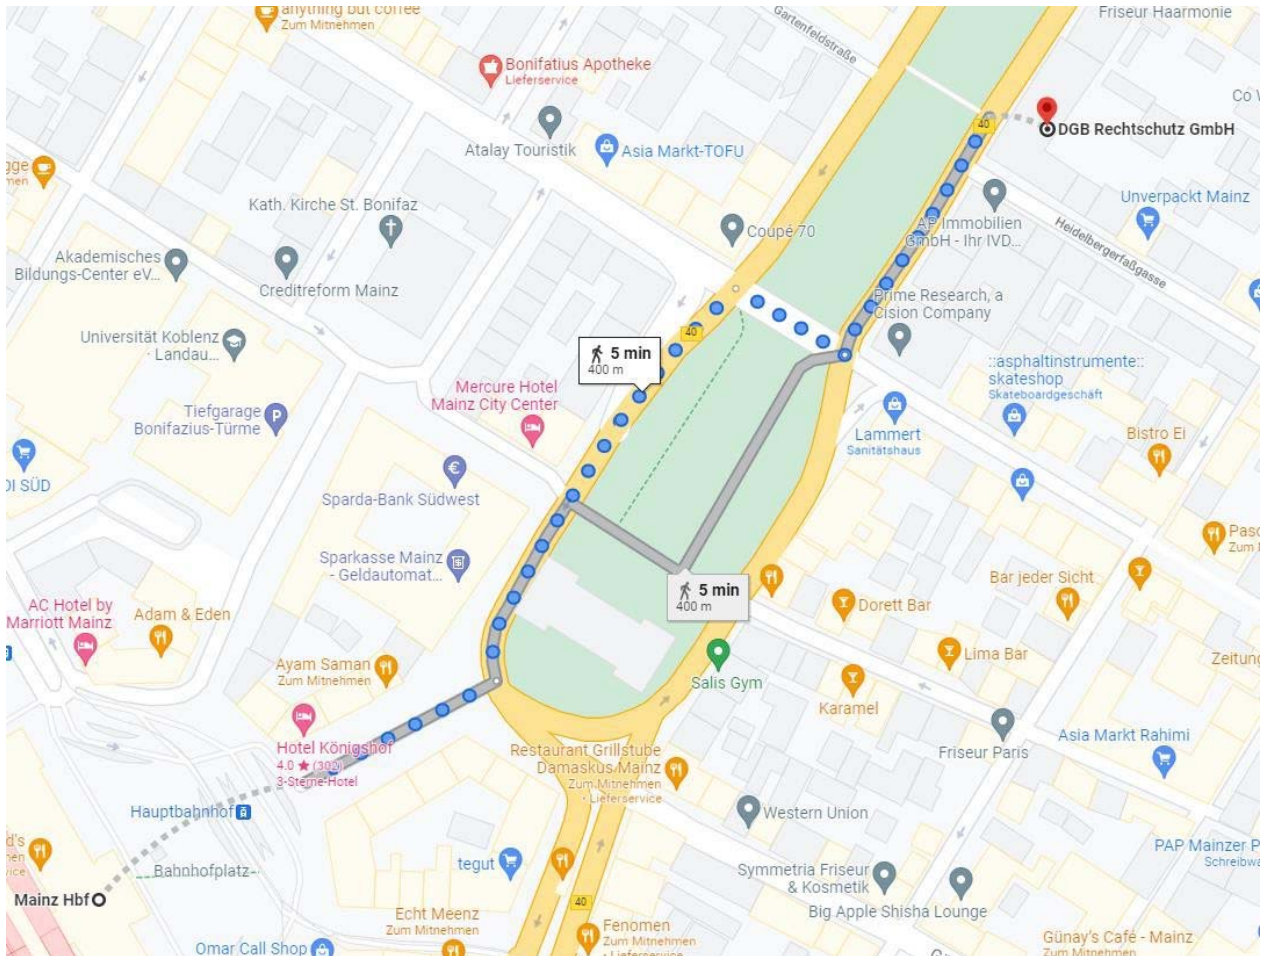 anything but coffee
Zum Mitnehmen
Friseur Haarmonie
Gartenfeldstraße
Bonifatius Apotheke
Lieferservice
Co
40
DGB Rechtschutz GmbH
Atalay Touristik
Asia Markt-TOFU
Unverpackt Mainz
Kath. Kirche St. Bonifaz
AP Immobilien
GmbH - Ihr IVD...
Heidelbergerfaßgasse
Coupé 70
Akademisches
Bildungs-Center eV...
Creditreform Mainz
Prime Research, a
Cision Company
Universität Koblenz
- Landau...
40
5 min
400 m
::asphaltinstrumente::
skateshop
Skateboardgeschäft
Mercure Hotel
Mainz City Center
Tiefgarage
Bonifazius-Türme
P
Lammert
Sanitätshaus
Bistro Ei
SÜD
€
Sparda-Bank Südwest
Sparkasse Mainz
- Geldautomat...
5 min
400 m
Bar jeder Sicht
AC Hotel by
Marriott Mainz
Adam & Eden
Dorett Bar
Ayam Saman
Zum Mitnehmen
Salis Gym
Lima Bar
Karamel
Hotel Königshof
4.0 ★ (302)
3-Sterne-Hotel
Restaurant Grillstube
Damaskus Mainz
Zum Mitnehmen
• Lieferservice
Friseur Paris
Asia Markt Rahimi
Hauptbahnhof
Western Union
PAP Mainzer
Bahnhofplatz
tegut
Symmetria Friseur
& Kosmetik
Mainz Hbf
Big Apple Shisha Lounge
40
Echt Meenz
Zum Mitnehmen
Fenomen
Zum Mitnehmen
• Lieferservice
Omar Call Shop
Günay's Café - Mainz
Zum Mitnehmen